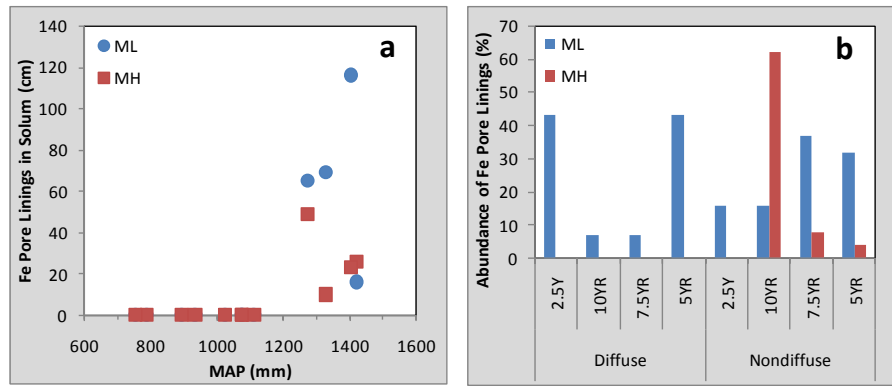 a
ML
MH
Fe Pore Linings in Solum (cm)
140
120
100
80
60
40
20
0
600 800 1000 1200 1400 1600
MAP (mm)
b
ML
MH
Abundance of Fe Pore Linings (%)
70
60
50
40
30
20
10
0
2.5Y 10YR 7.5YR 5YR 2.5Y 10YR 7.5YR 5YR
Diffuse Nondiffuse